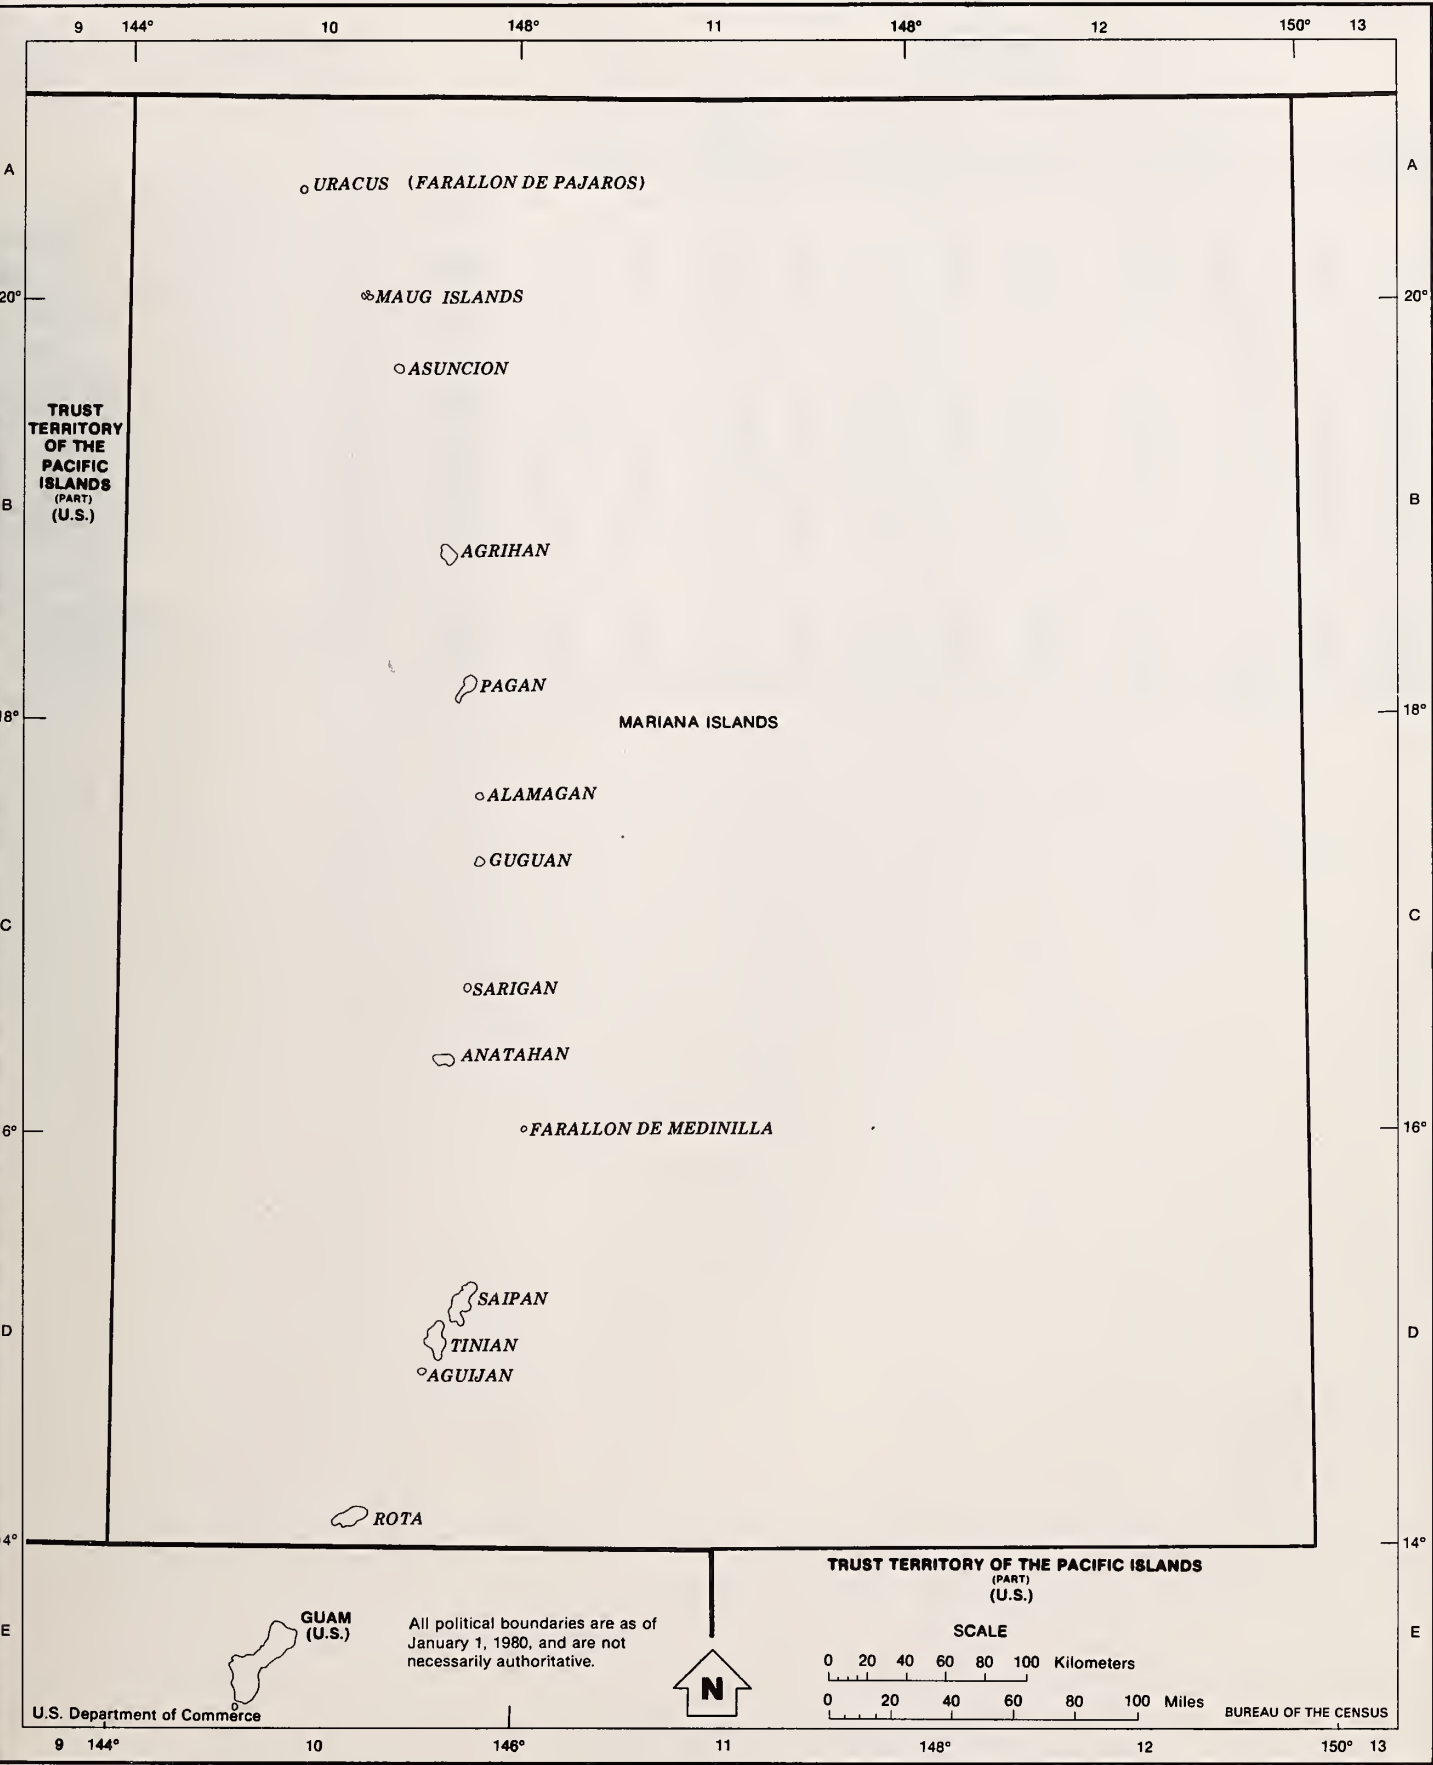 9 144° 10 148° 11 148° 12 150° 13
A A
URACUS (FARALLON DE PAJAROS)
20° MAUG ISLANDS 20°
ASUNCION
TRUST
TERRITORY
OF THE
PACIFIC
ISLANDS
(PART)
(U.S.)
B B
AGRIHAN
PAGAN
18° MARIANA ISLANDS 18°
ALAMAGAN
GUGUAN
C C
SARIGAN
ANATAHAN
6° FARALLON DE MEDINILLA 16°
SAIPAN
D D
TINIAN
AGUIJAN
ROTA
4° 14°
TRUST TERRITORY OF THE PACIFIC ISLANDS
(PART)
(U.S.)
GUAM
(U.S.)
All political boundaries are as of
January 1, 1980, and are not
necessarily authoritative.
E E
SCALE
0 20 40 60 80 100 Kilometers
N
0 20 40 60 80 100 Miles
U.S. Department of Commerce
BUREAU OF THE CENSUS
9 144° 10 146° 11 148° 12 150° 13